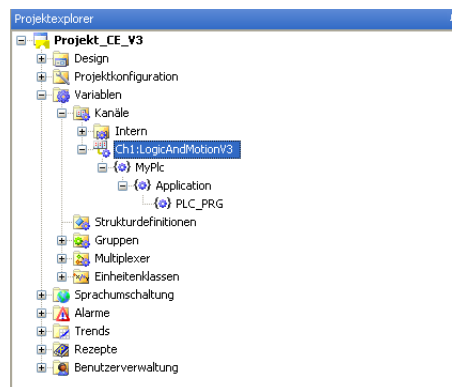 Projektexplorer
Projekt_CE_V3
Design
Projektkonfiguration
Variablen
Kanäle
Intern
Ch1:LogicAndMotionV3
MyPlc
Application
PLC_PRG
Strukturdefinitionen
Gruppen
Multiplexer
Einheitenklassen
Sprachumschaltung
Alarme
Trends
Rezepte
Benutzerverwaltung